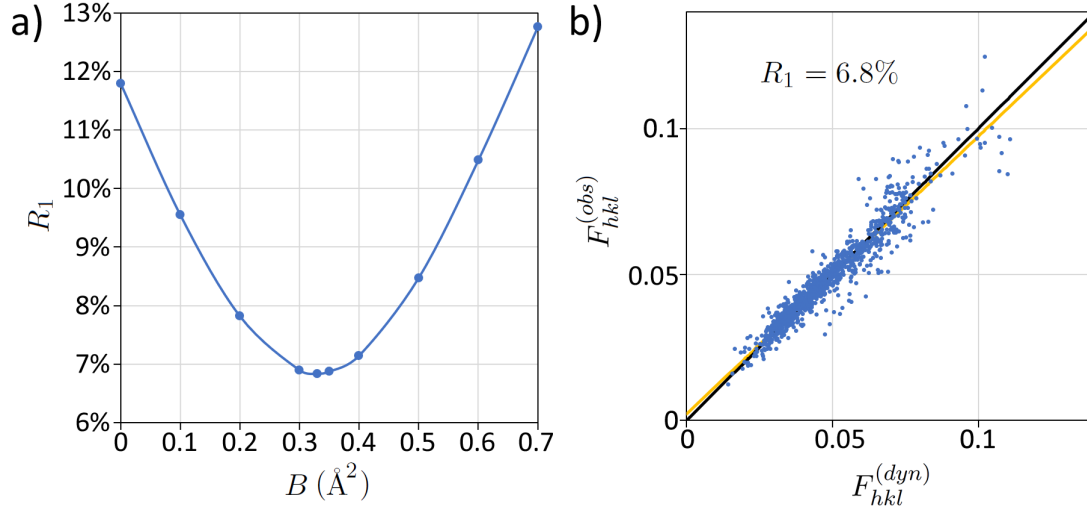 a)
13%
12%
11%
10%
9%
8%
7%
6%
R₁
0 0.1 0.2 0.3 0.4 0.5 0.6 0.7
B (Å²)
b)
R₁ = 6.8%
0.1
0.05
0
F_{hkl}^{(obs)}
0 0.05 0.1
F_{hkl}^{(dyn)}